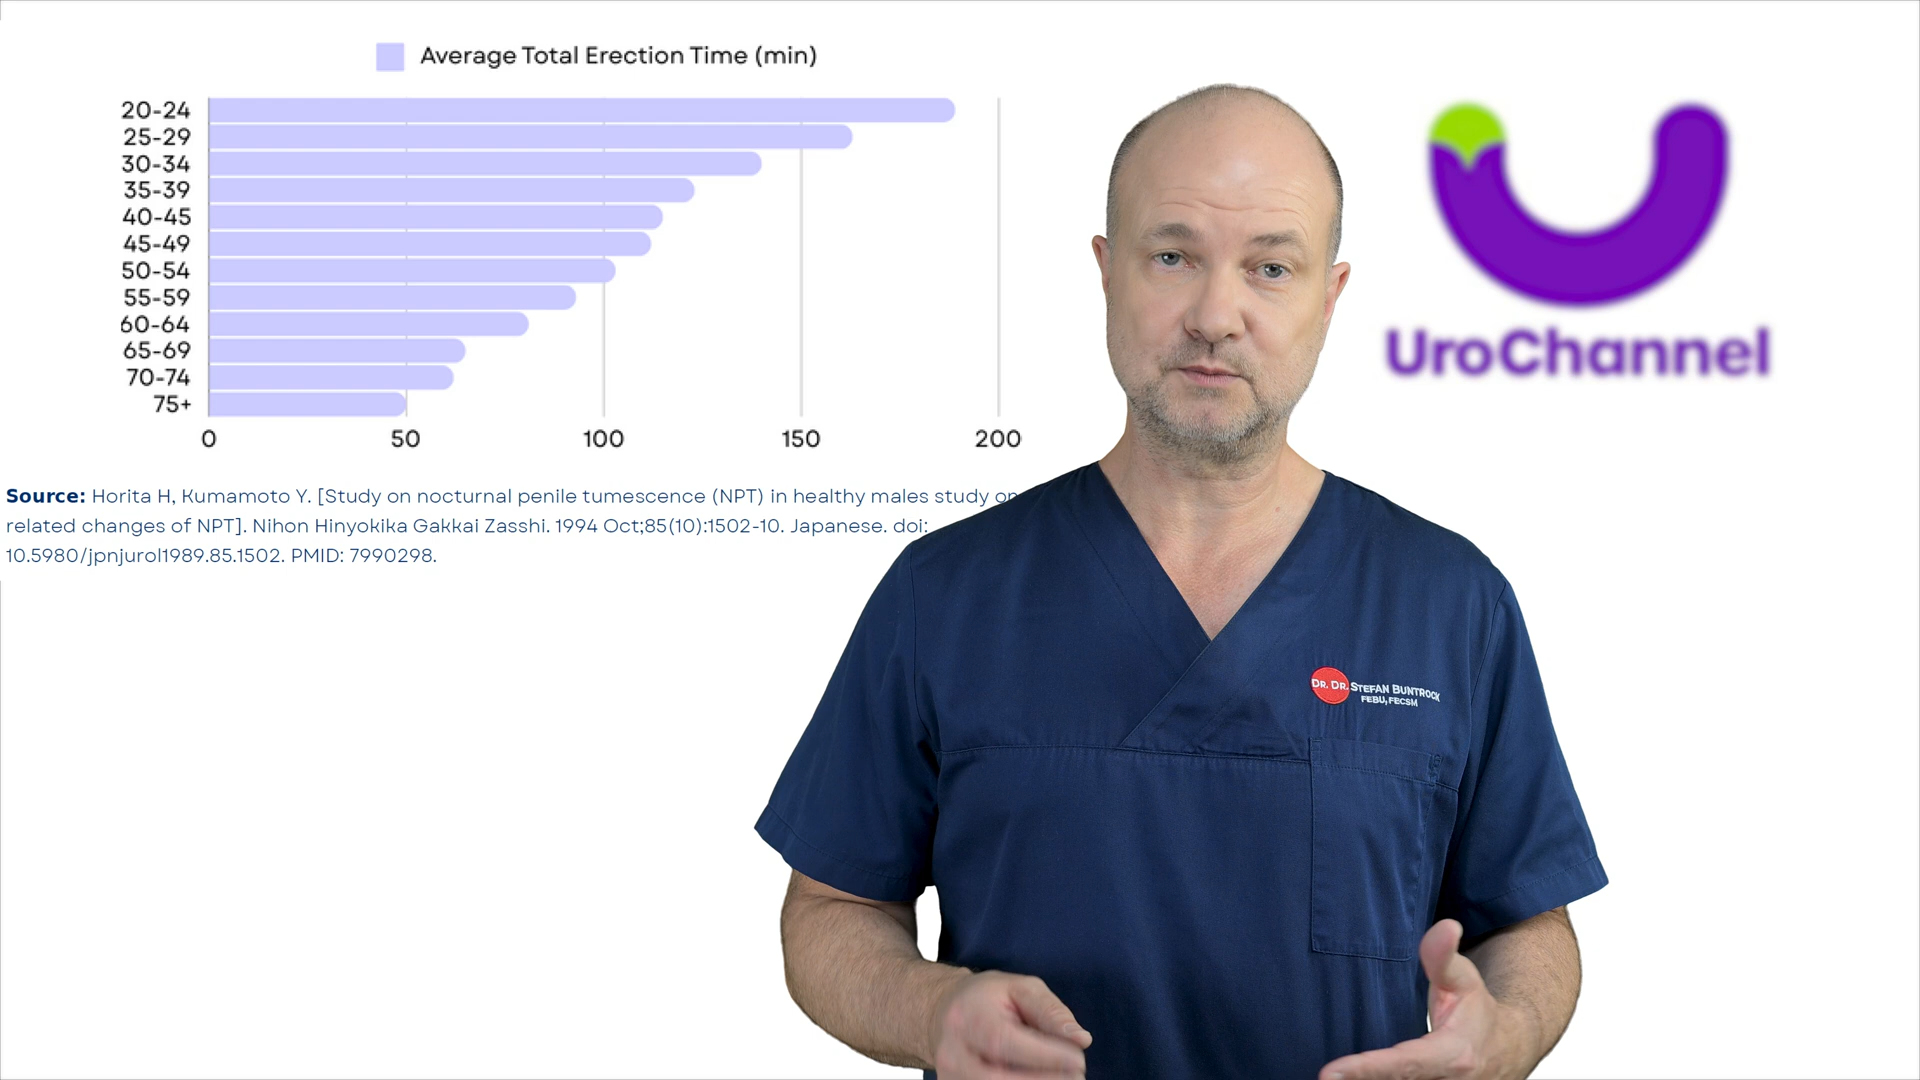 Average Total Erection Time (min)
20-24
25-29
30-34
35-39
40-45
45-49
50-54
55-59
60-64
65-69
70-74
75+
0 50 100 150 200
Source: Horita H, Kumamoto Y. [Study on nocturnal penile tumescence (NPT) in healthy males study on
related changes of NPT]. Nihon Hinyokika Gakkai Zasshi. 1994 Oct;85(10):1502-10. Japanese. doi:
10.5980/jpnjurol1989.85.1502. PMID: 7990298.
UroChannel
DR. DR. STEFAN BUNTROCK
FEBU, FECSM